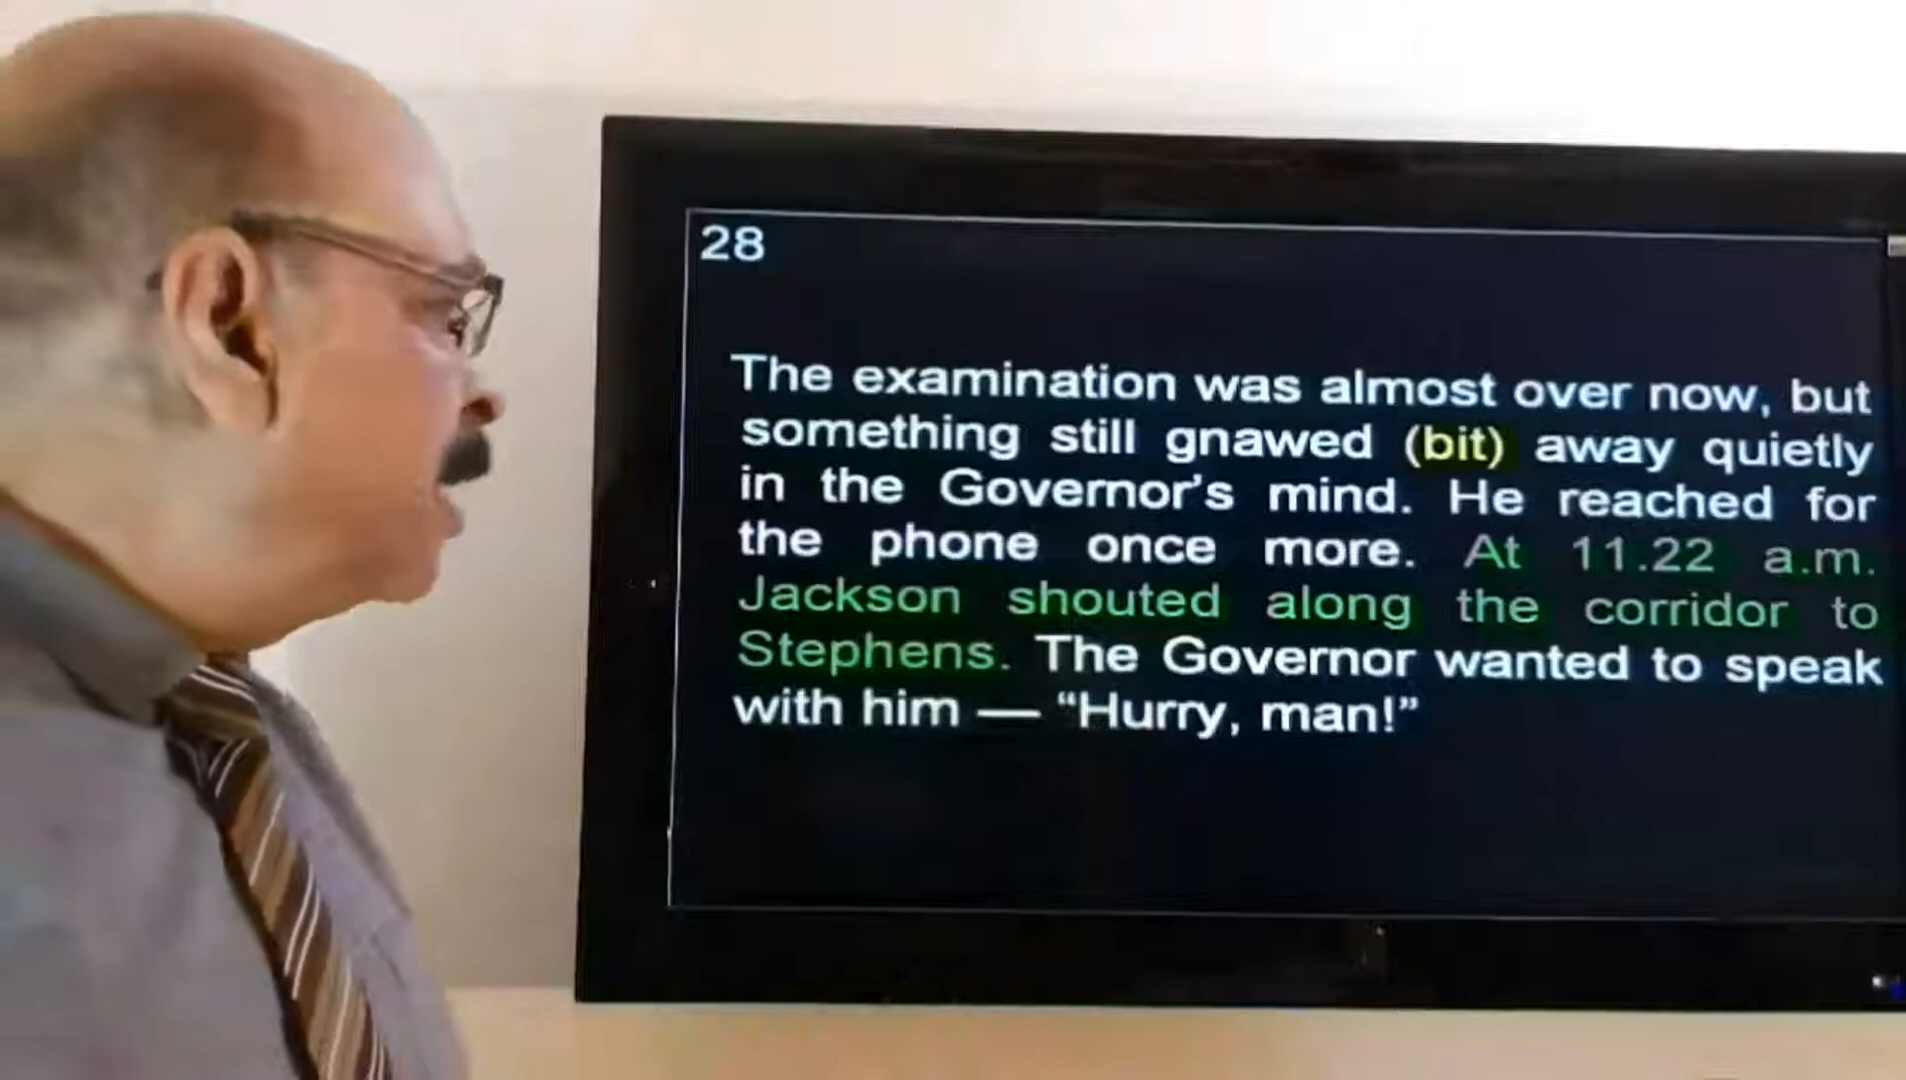 28
The examination was almost over now, but
something still gnawed (bit) away quietly
in the Governor's mind. He reached for
the phone once more. At 11.22 a.m.
Jackson shouted along the corridor to
Stephens. The Governor wanted to speak
with him — “Hurry, man!”